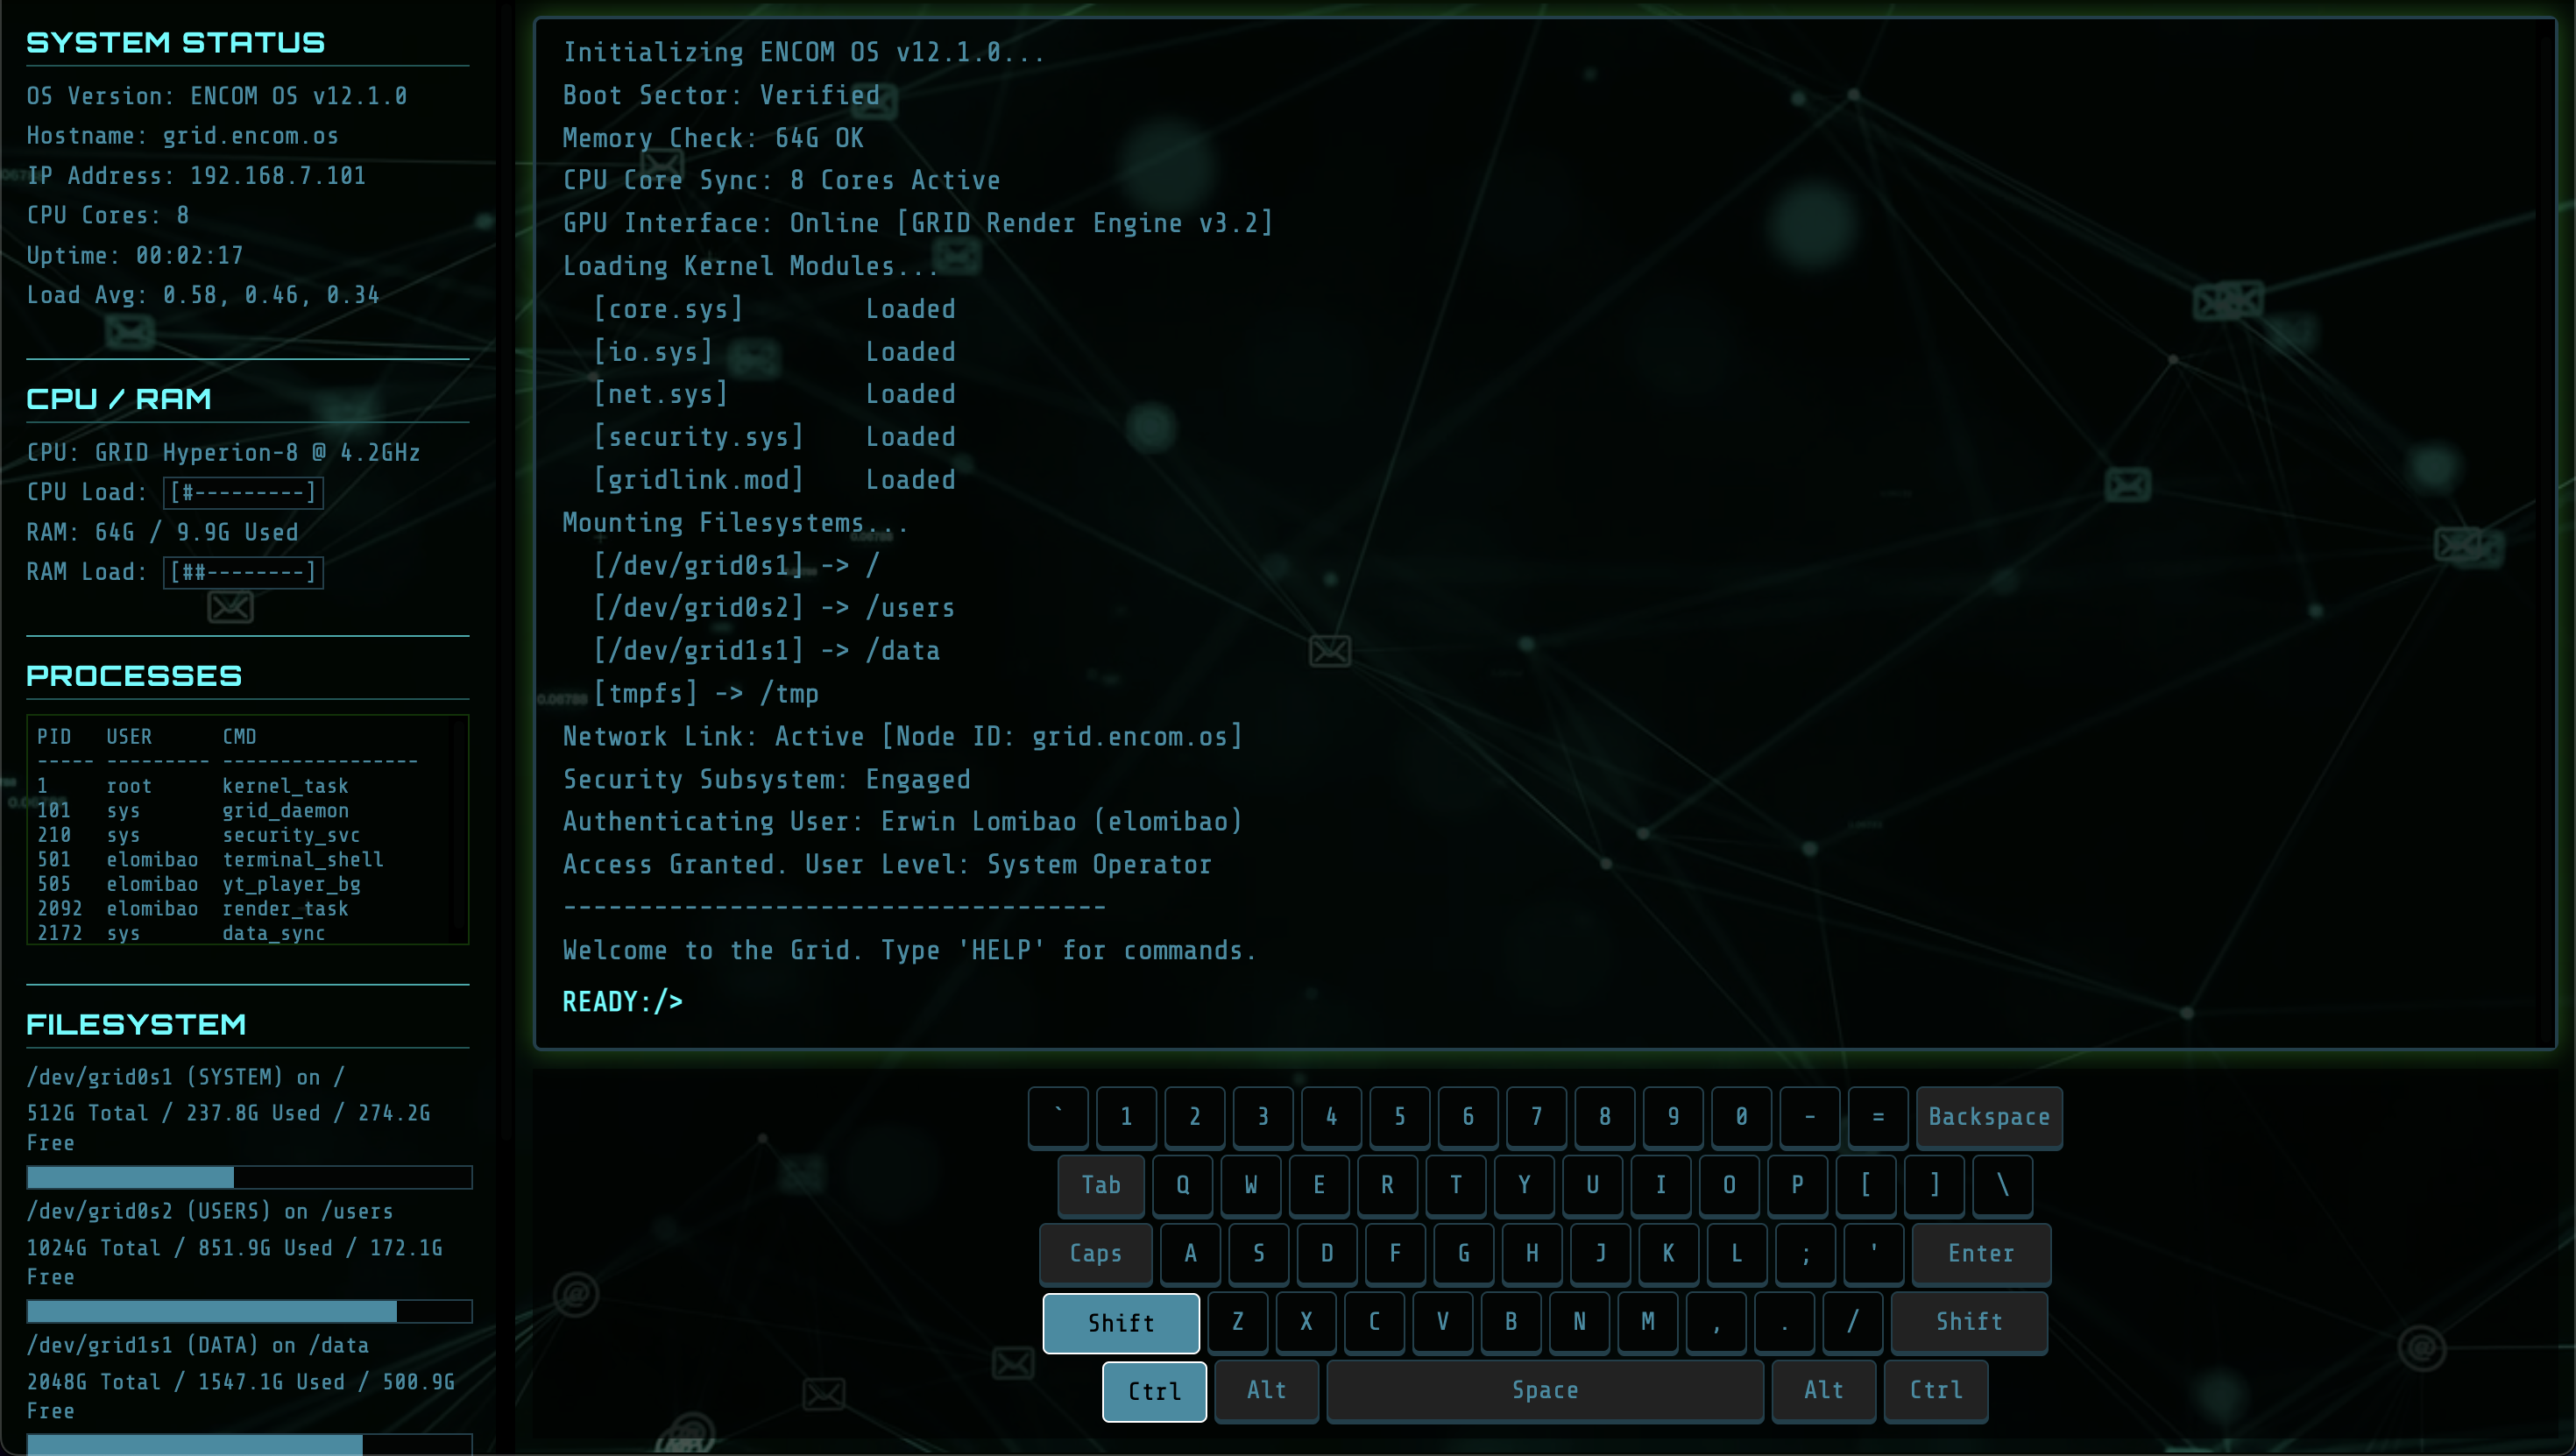 SYSTEM STATUS
OS Version: ENCOM OS v12.1.0
Hostname: grid.encom.os
IP Address: 192.168.7.101
CPU Cores: 8
Uptime: 00:02:17
Load Avg: 0.58, 0.46, 0.34
CPU / RAM
CPU: GRID Hyperion-8 @ 4.2GHz
CPU Load: [#---------]
RAM: 64G / 9.9G Used
RAM Load: [##--------]
PROCESSES
PID USER CMD
----- --------- -----------------
1 root kernel_task
101 sys grid_daemon
210 sys security_svc
501 elomibao terminal_shell
505 elomibao yt_player_bg
2092 elomibao render_task
2172 sys data_sync
FILESYSTEM
/dev/grid0s1 (SYSTEM) on /
512G Total / 237.8G Used / 274.2G
Free
/dev/grid0s2 (USERS) on /users
1024G Total / 851.9G Used / 172.1G
Free
/dev/grid1s1 (DATA) on /data
2048G Total / 1547.1G Used / 500.9G
Free
Initializing ENCOM OS v12.1.0...
Boot Sector: Verified
Memory Check: 64G OK
CPU Core Sync: 8 Cores Active
GPU Interface: Online [GRID Render Engine v3.2]
Loading Kernel Modules...
[core.sys] Loaded
[io.sys] Loaded
[net.sys] Loaded
[security.sys] Loaded
[gridlink.mod] Loaded
Mounting Filesystems...
[/dev/grid0s1] -> /
[/dev/grid0s2] -> /users
[/dev/grid1s1] -> /data
[tmpfs] -> /tmp
Network Link: Active [Node ID: grid.encom.os]
Security Subsystem: Engaged
Authenticating User: Erwin Lomibao (elomibao)
Access Granted. User Level: System Operator
------------------------------------
Welcome to the Grid. Type 'HELP' for commands.
READY:/>
` 1 2 3 4 5 6 7 8 9 0 - = Backspace
Tab Q W E R T Y U I O P [ ] \
Caps A S D F G H J K L ; ' Enter
Shift Z X C V B N M , . / Shift
Ctrl Alt Space Alt Ctrl